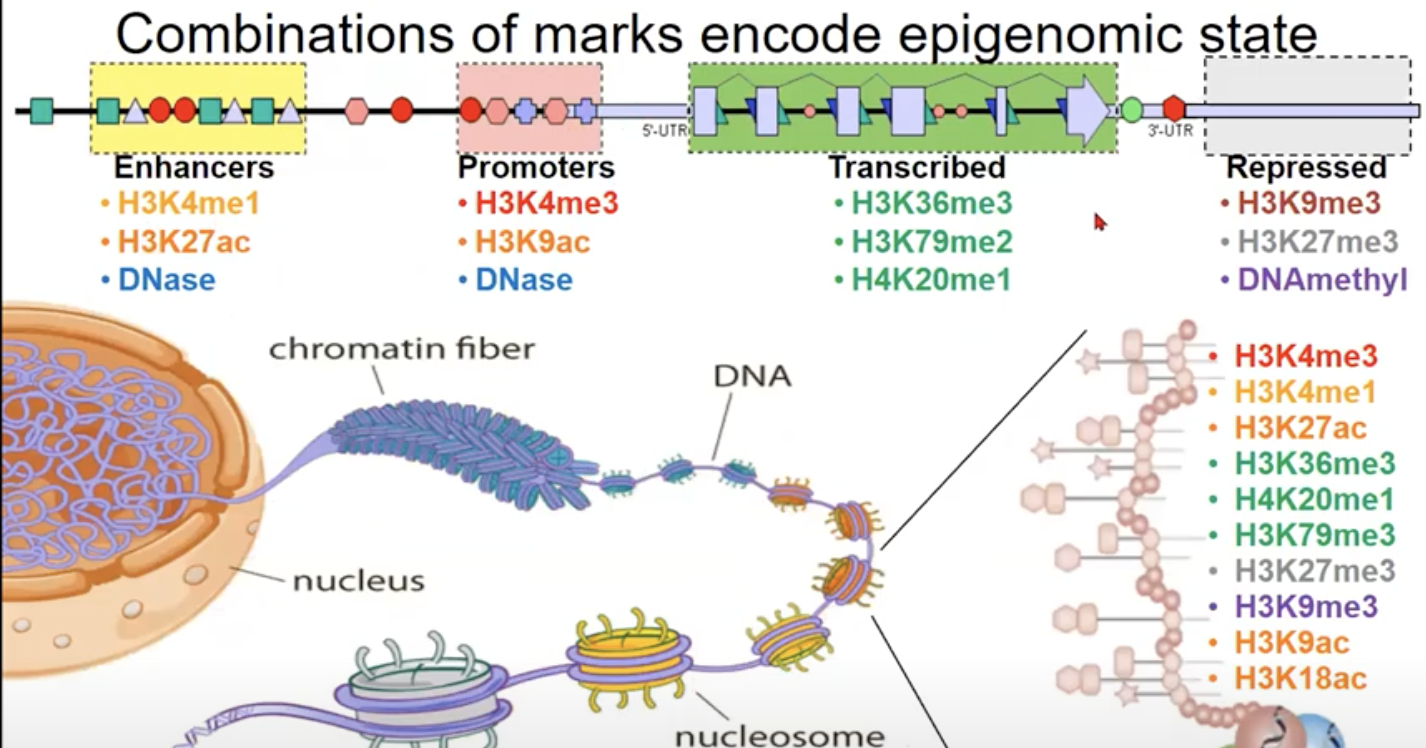 Combinations of marks encode epigenomic state
5'-UTR
3'-UTR
Enhancers
• H3K4me1
• H3K27ac
• DNase
Promoters
• H3K4me3
• H3K9ac
• DNase
Transcribed
• H3K36me3
• H3K79me2
• H4K20me1
Repressed
• H3K9me3
• H3K27me3
• DNAmethyl
chromatin fiber
DNA
nucleus
nucleosome
• H3K4me3
• H3K4me1
• H3K27ac
• H3K36me3
• H4K20me1
• H3K79me3
• H3K27me3
• H3K9me3
• H3K9ac
• H3K18ac